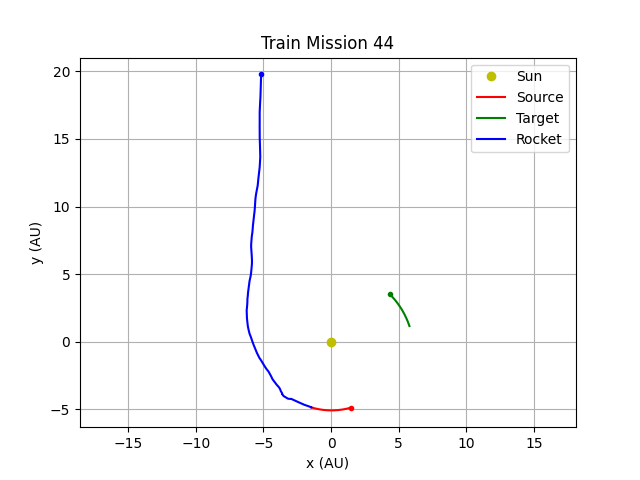 Train Mission 44
Sun
Source
Target
Rocket
y (AU)
20
15
10
5
0
−5
−15
−10
−5
0
5
10
15
x (AU)